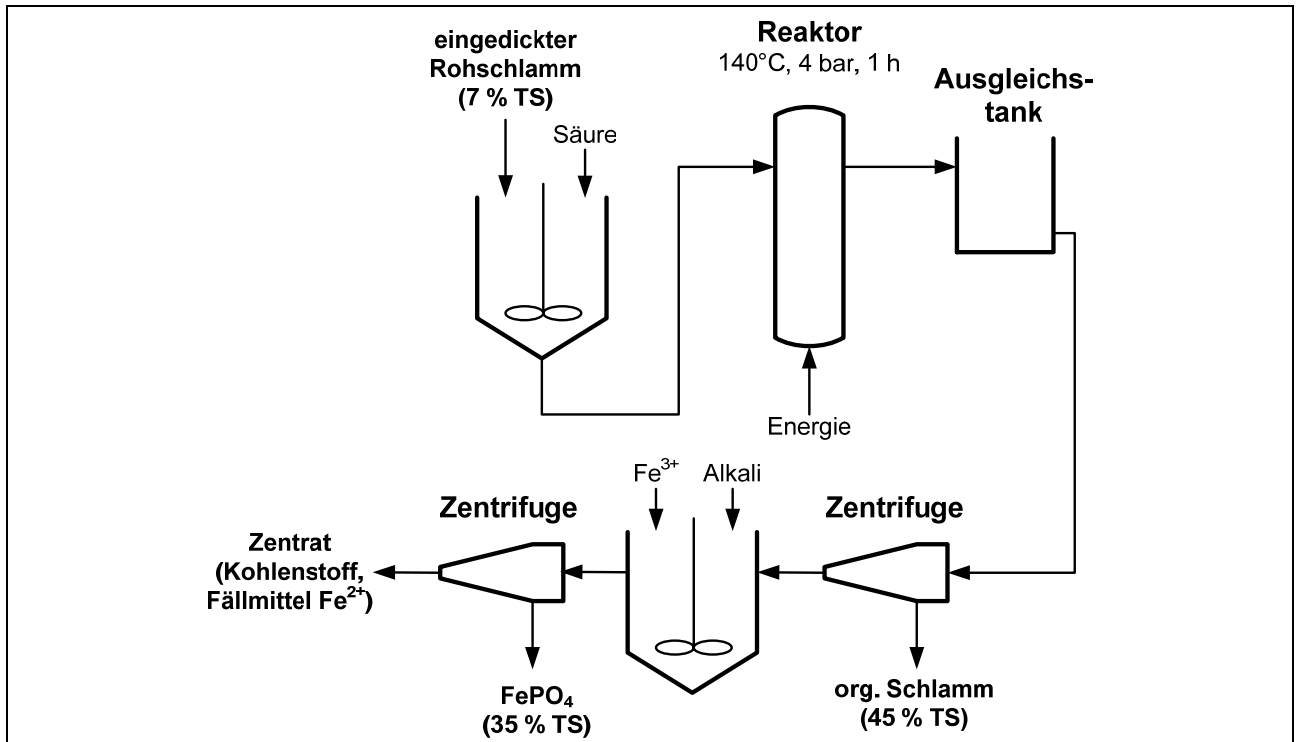 eingedickter
Rohschlamm
(7 % TS)
Säure
Reaktor
140°C, 4 bar, 1 h
Ausgleichs-
tank
Energie
Fe³⁺
Alkali
Zentrifuge
Zentrifuge
Zentrat
(Kohlenstoff,
Fällmittel Fe²⁺)
FePO₄
(35 % TS)
org. Schlamm
(45 % TS)